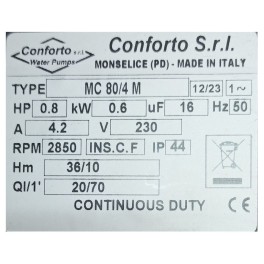 Conforto s.r.l.
Water Pumps
Conforto S.r.l.
MONSELICE (PD) - MADE IN ITALY
TYPE MC 80/4 M 12/23 1~
HP 0.8 kW 0.6 uF 16 Hz 50
A 4.2 V 230
RPM 2850 INS.C.F IP 44
Hm 36/10
Ql/1' 20/70
CONTINUOUS DUTY CE